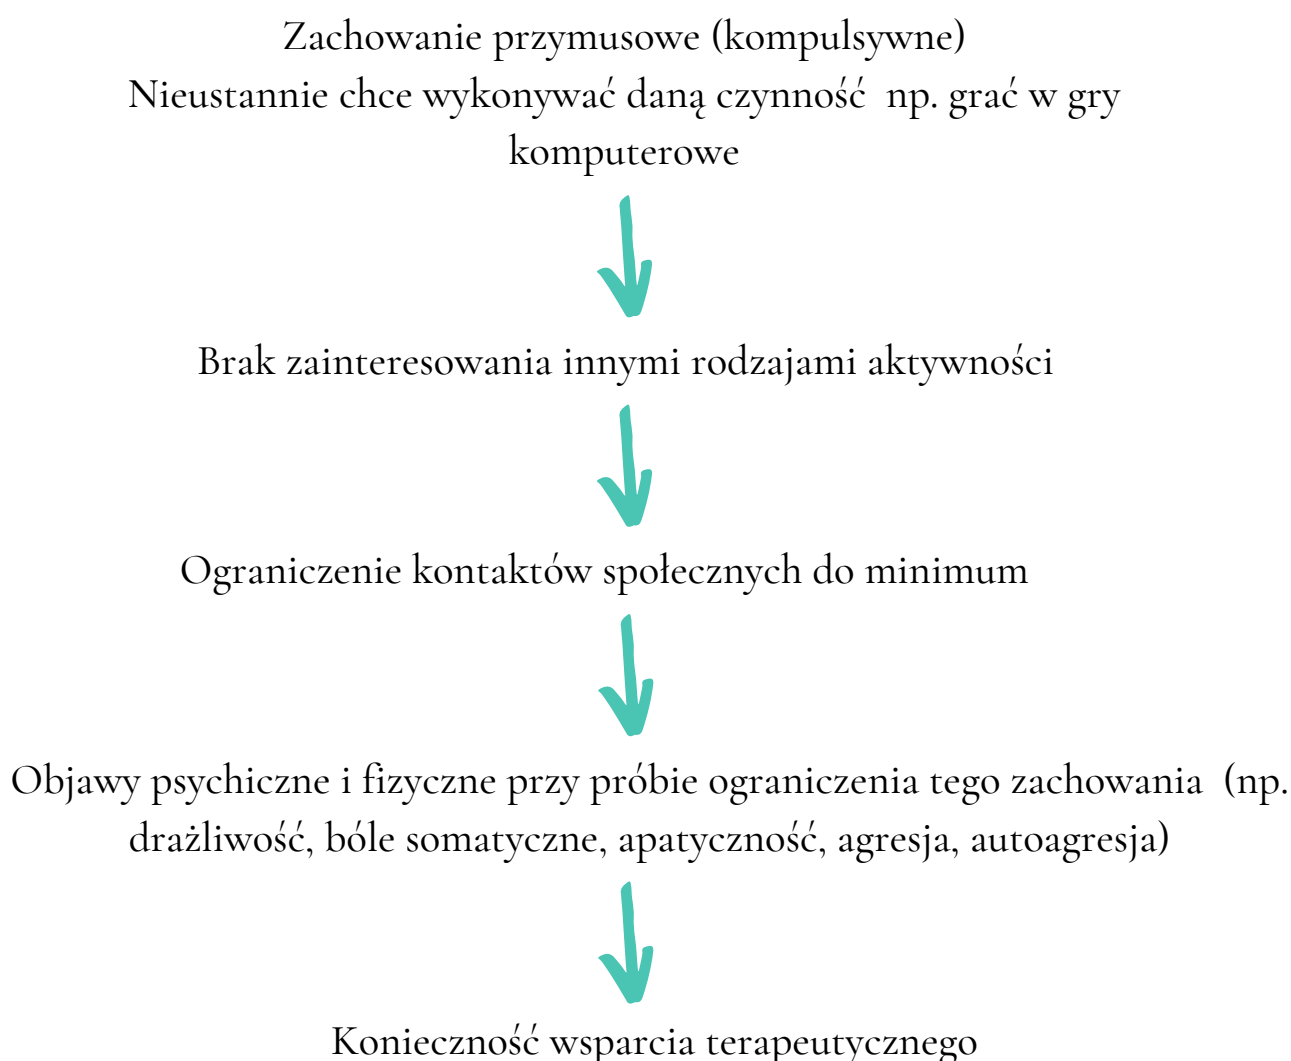 Zachowanie przymusowe (kompulsywne)
Nieustannie chce wykonywać daną czynność  np. grać w gry
komputerowe
Brak zainteresowania innymi rodzajami aktywności
Ograniczenie kontaktów społecznych do minimum
Objawy psychiczne i fizyczne przy próbie ograniczenia tego zachowania  (np.
drażliwość, bóle somatyczne, apatyczność, agresja, autoagresja)
Konieczność wsparcia terapeutycznego